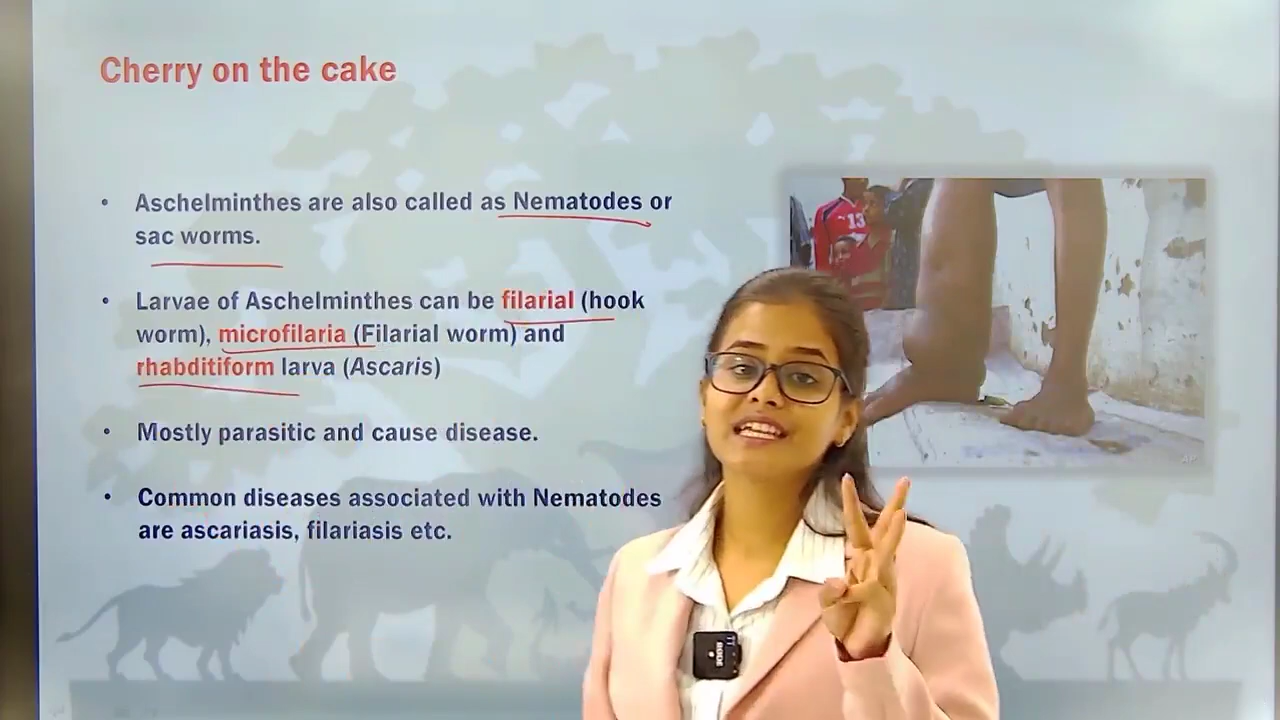 Cherry on the cake
• Aschelminthes are also called as Nematodes or
sac worms.
• Larvae of Aschelminthes can be filarial (hook
worm), microfilaria (Filarial worm) and
rhabditiform larva (Ascaris)
• Mostly parasitic and cause disease.
• Common diseases associated with Nematodes
are ascariasis, filariasis etc.
13
RODE